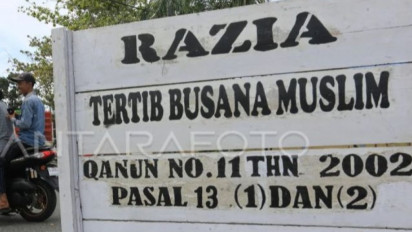 RAZIA
TERTIB BUSANA MUSLIM
ANTARAFOTO
QANUN NO.11 THN 2002
PASAL 13 (1) DAN (2)